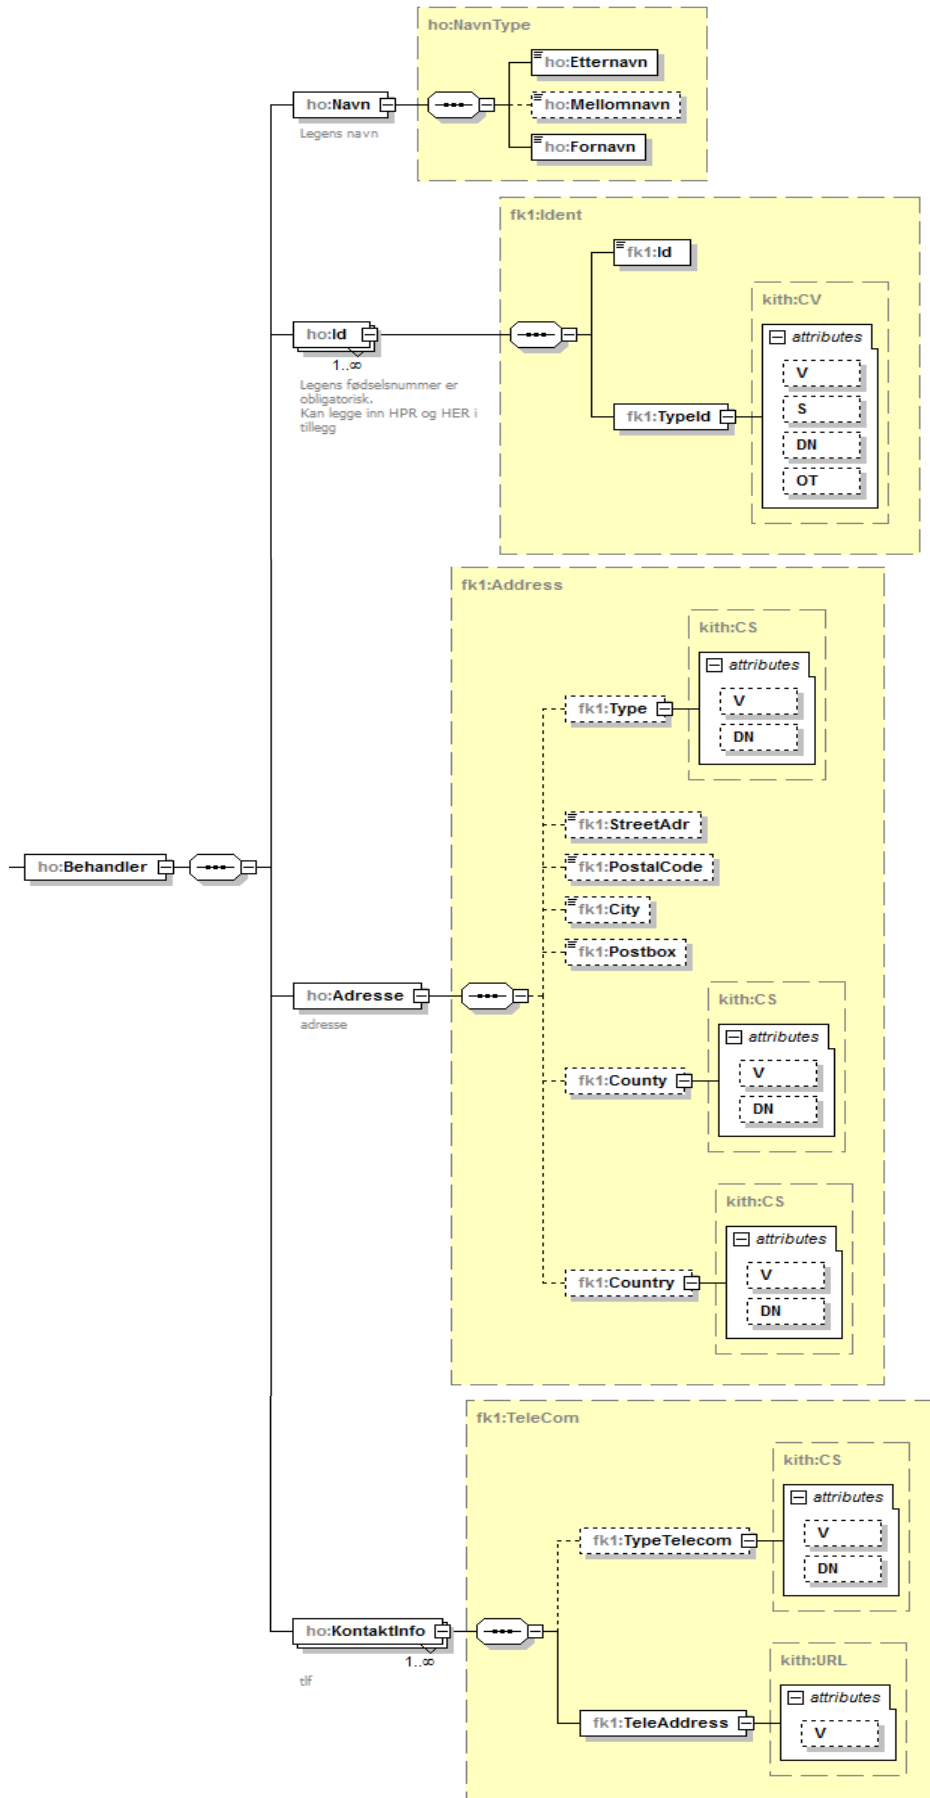 ho:NavnType
ho:Etternavn
ho:Navn
ho:Mellomnavn
Legens navn
ho:Fornavn
fk1:Ident
fk1:Id
kith:CV
attributes
ho:Id
1..∞
V
Legens fødselsnummer er
obligatorisk.
Kan legge inn HPR og HER i
tillegg
S
fk1:TypeId
DN
OT
fk1:Address
kith:CS
attributes
fk1:Type
V
DN
fk1:StreetAdr
ho:Behandler
fk1:PostalCode
fk1:City
fk1:Postbox
ho:Adresse
adresse
kith:CS
attributes
fk1:County
V
DN
kith:CS
attributes
fk1:Country
V
DN
fk1:TeleCom
kith:CS
attributes
fk1:TypeTelecom
V
DN
ho:KontaktInfo
1..∞
tlf
kith:URL
attributes
fk1:TeleAddress
V